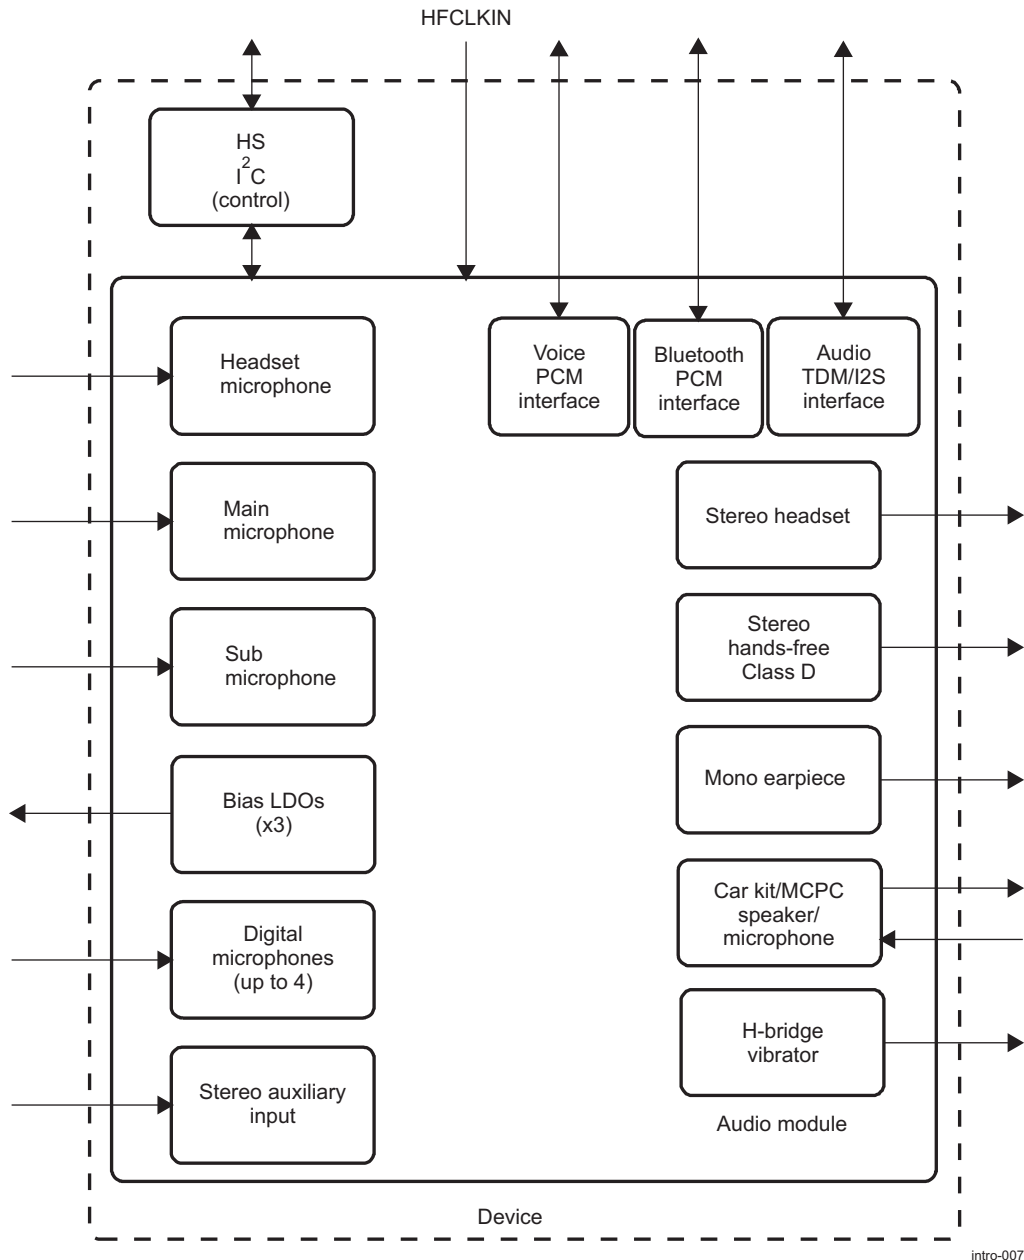 HFCLKIN
HS
I²C
(control)
Headset
microphone
Voice
PCM
interface
Bluetooth
PCM
interface
Audio
TDM/I2S
interface
Main
microphone
Stereo headset
Sub
microphone
Stereo
hands-free
Class D
Bias LDOs
(x3)
Mono earpiece
Digital
microphones
(up to 4)
Car kit/MCPC
speaker/
microphone
Stereo auxiliary
input
H-bridge
vibrator
Audio module
Device
intro-007